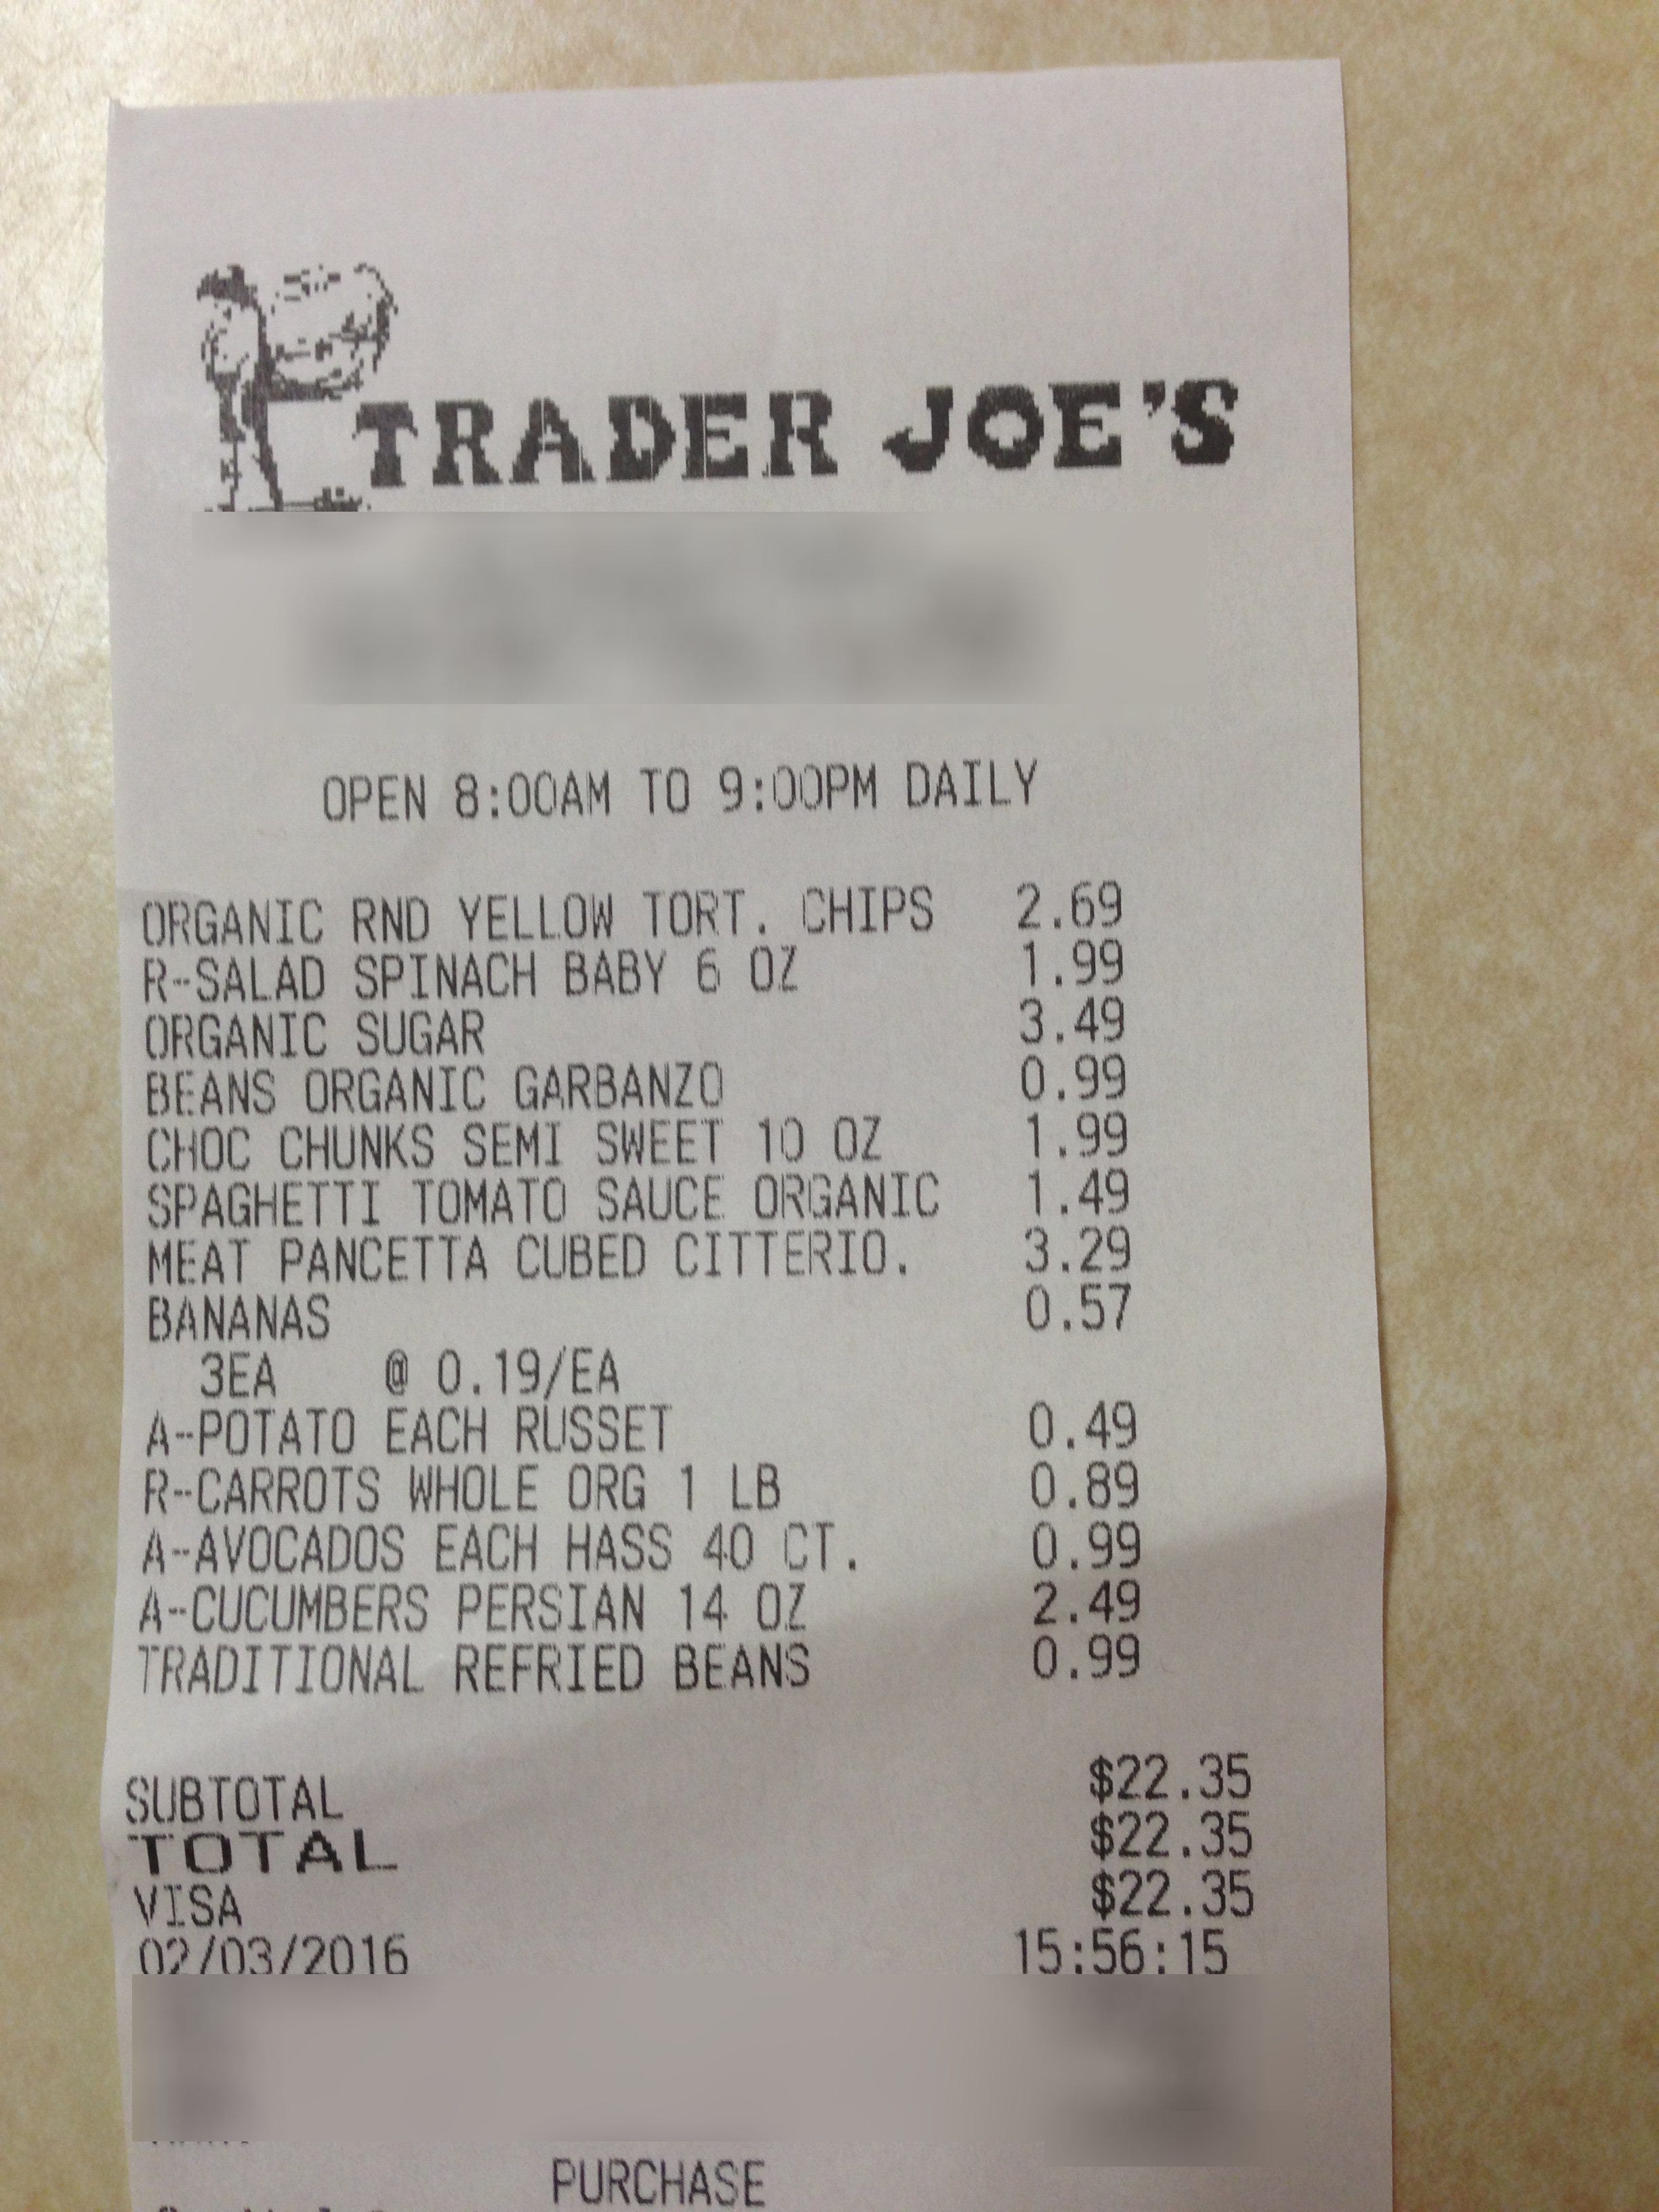 TRADER JOE'S
OPEN 8:00AM TO 9:00PM DAILY
ORGANIC RND YELLOW TORT. CHIPS 2.69
R-SALAD SPINACH BABY 6 OZ 1.99
ORGANIC SUGAR 3.49
BEANS ORGANIC GARBANZO 0.99
CHOC CHUNKS SEMI SWEET 10 OZ 1.99
SPAGHETTI TOMATO SAUCE ORGANIC 1.49
MEAT PANCETTA CUBED CITTERIO. 3.29
BANANAS 0.57
3EA @ 0.19/EA
A-POTATO EACH RUSSET 0.49
R-CARROTS WHOLE ORG 1 LB 0.89
A-AVOCADOS EACH HASS 40 CT. 0.99
A-CUCUMBERS PERSIAN 14 OZ 2.49
TRADITIONAL REFRIED BEANS 0.99
SUBTOTAL $22.35
TOTAL $22.35
VISA $22.35
02/03/2016 15:56:15
PURCHASE